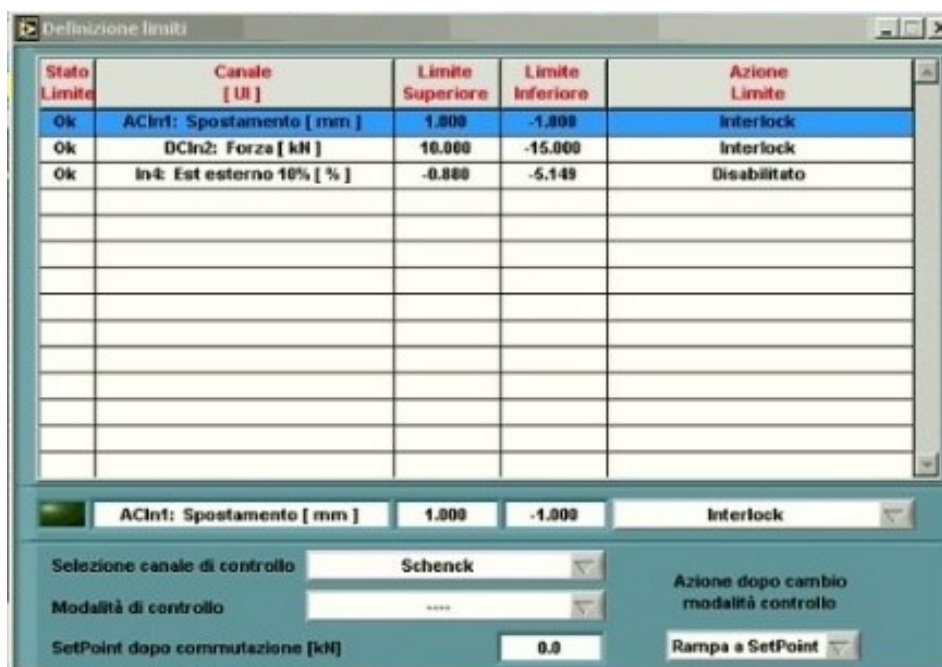 Definizione limiti
Stato Limite Canale [ UI ] Limite Superiore Limite Inferiore Azione Limite
Ok ACIn1: Spostamento [ mm ] 1.000 -1.000 Interlock
Ok DCIn2: Forza [ kN ] 10.000 -15.000 Interlock
Ok In4: Est esterno 10% [ % ] -0.880 -5.149 Disabilitato
ACIn1: Spostamento [ mm ] 1.000 -1.000 Interlock
Selezione canale di controllo Schenck
Azione dopo cambio
Modalità di controllo ---- modalità controllo
SetPoint dopo commutazione [kN] 0.0 Rampa a SetPoint